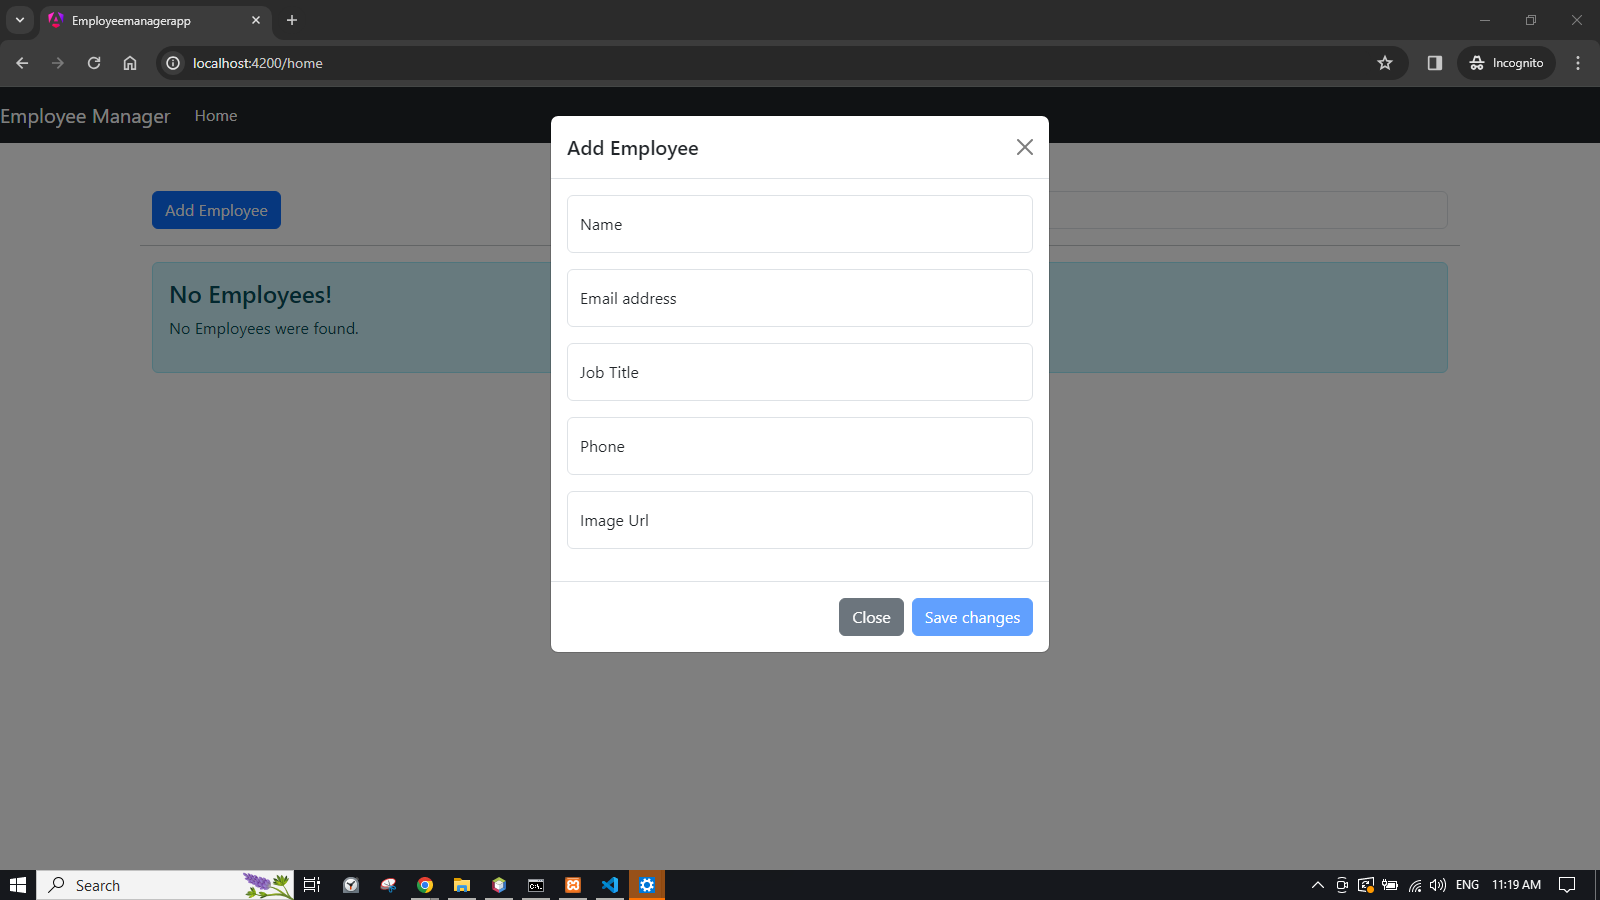 Employeemanagerapp
localhost:4200/home
Incognito
Employee Manager
Home
Add Employee
No Employees!
No Employees were found.
Add Employee
Name
Email address
Job Title
Phone
Image Url
Close
Save changes
Search
ENG
11:19 AM